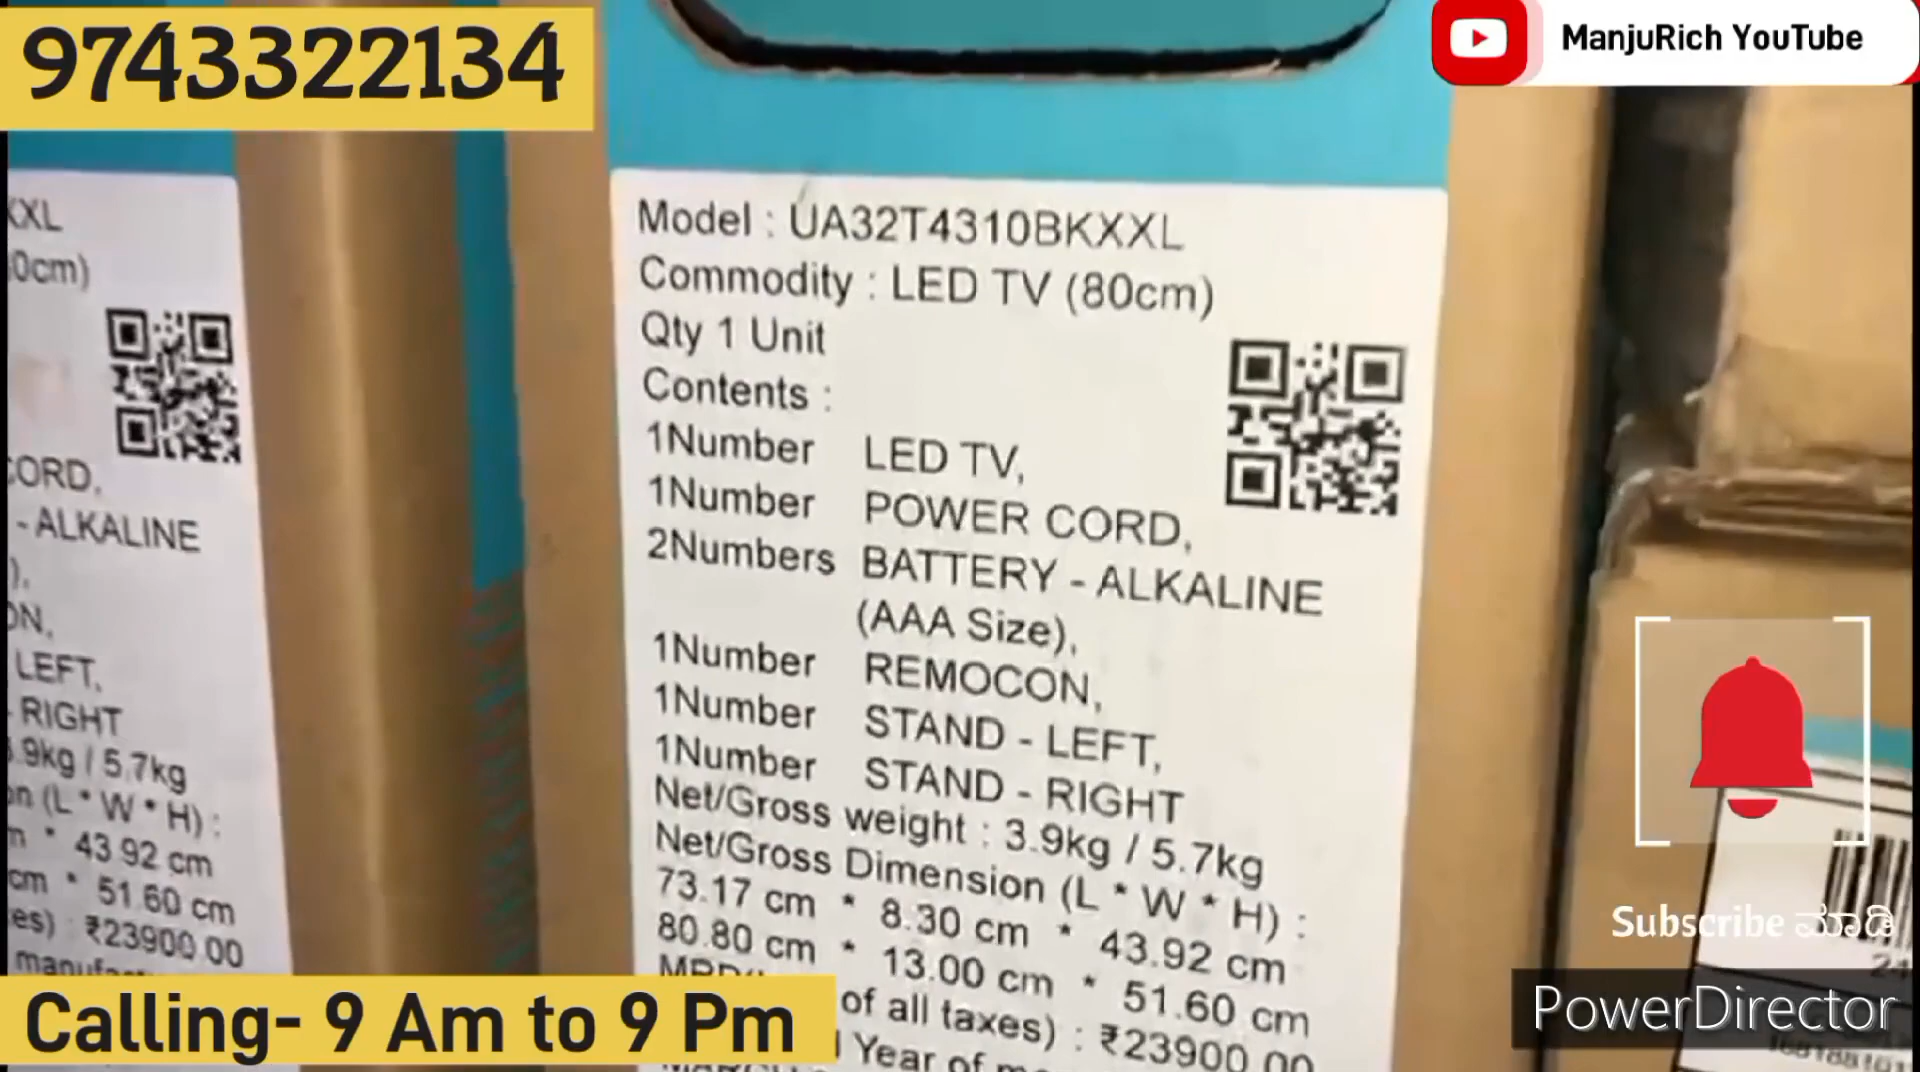 9743322134
ManjuRich YouTube
Model : UA32T4310BKXXL
Commodity : LED TV (80cm)
Qty 1 Unit
Contents :
1Number LED TV,
1Number POWER CORD,
2Numbers BATTERY - ALKALINE
(AAA Size),
1Number REMOCON,
1Number STAND - LEFT,
1Number STAND - RIGHT
Net/Gross weight : 3.9kg / 5.7kg
Net/Gross Dimension (L * W * H) :
73.17 cm * 8.30 cm * 43.92 cm
80.80 cm * 13.00 cm * 51.60 cm
of all taxes) : ₹23900.00
Year of
XXL
0cm)
CORD,
- ALKALINE
),
ON,
LEFT,
- RIGHT
.9kg / 5.7kg
on (L * W * H) :
* 43.92 cm
cm * 51.60 cm
es) : ₹23900.00
Subscribe ಮಾಡಿ
24
PowerDirector
Calling- 9 Am to 9 Pm